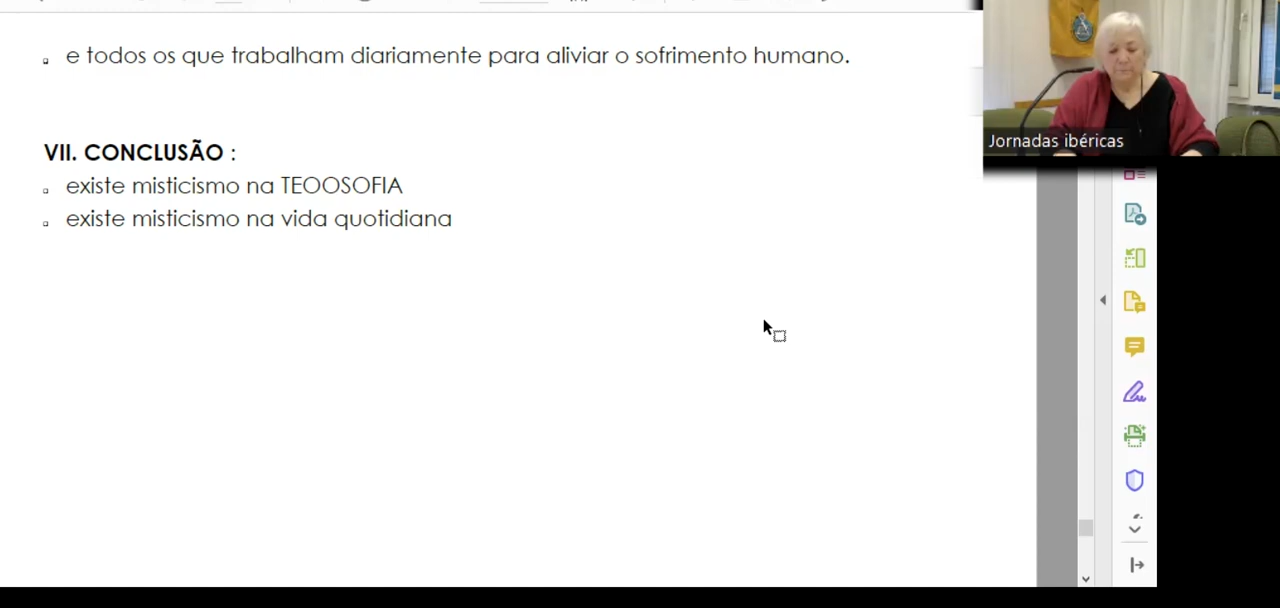 e todos os que trabalham diariamente para aliviar o sofrimento humano.
VII. CONCLUSÃO :
existe misticismo na TEOOSOFIA
existe misticismo na vida quotidiana
Jornadas ibéricas